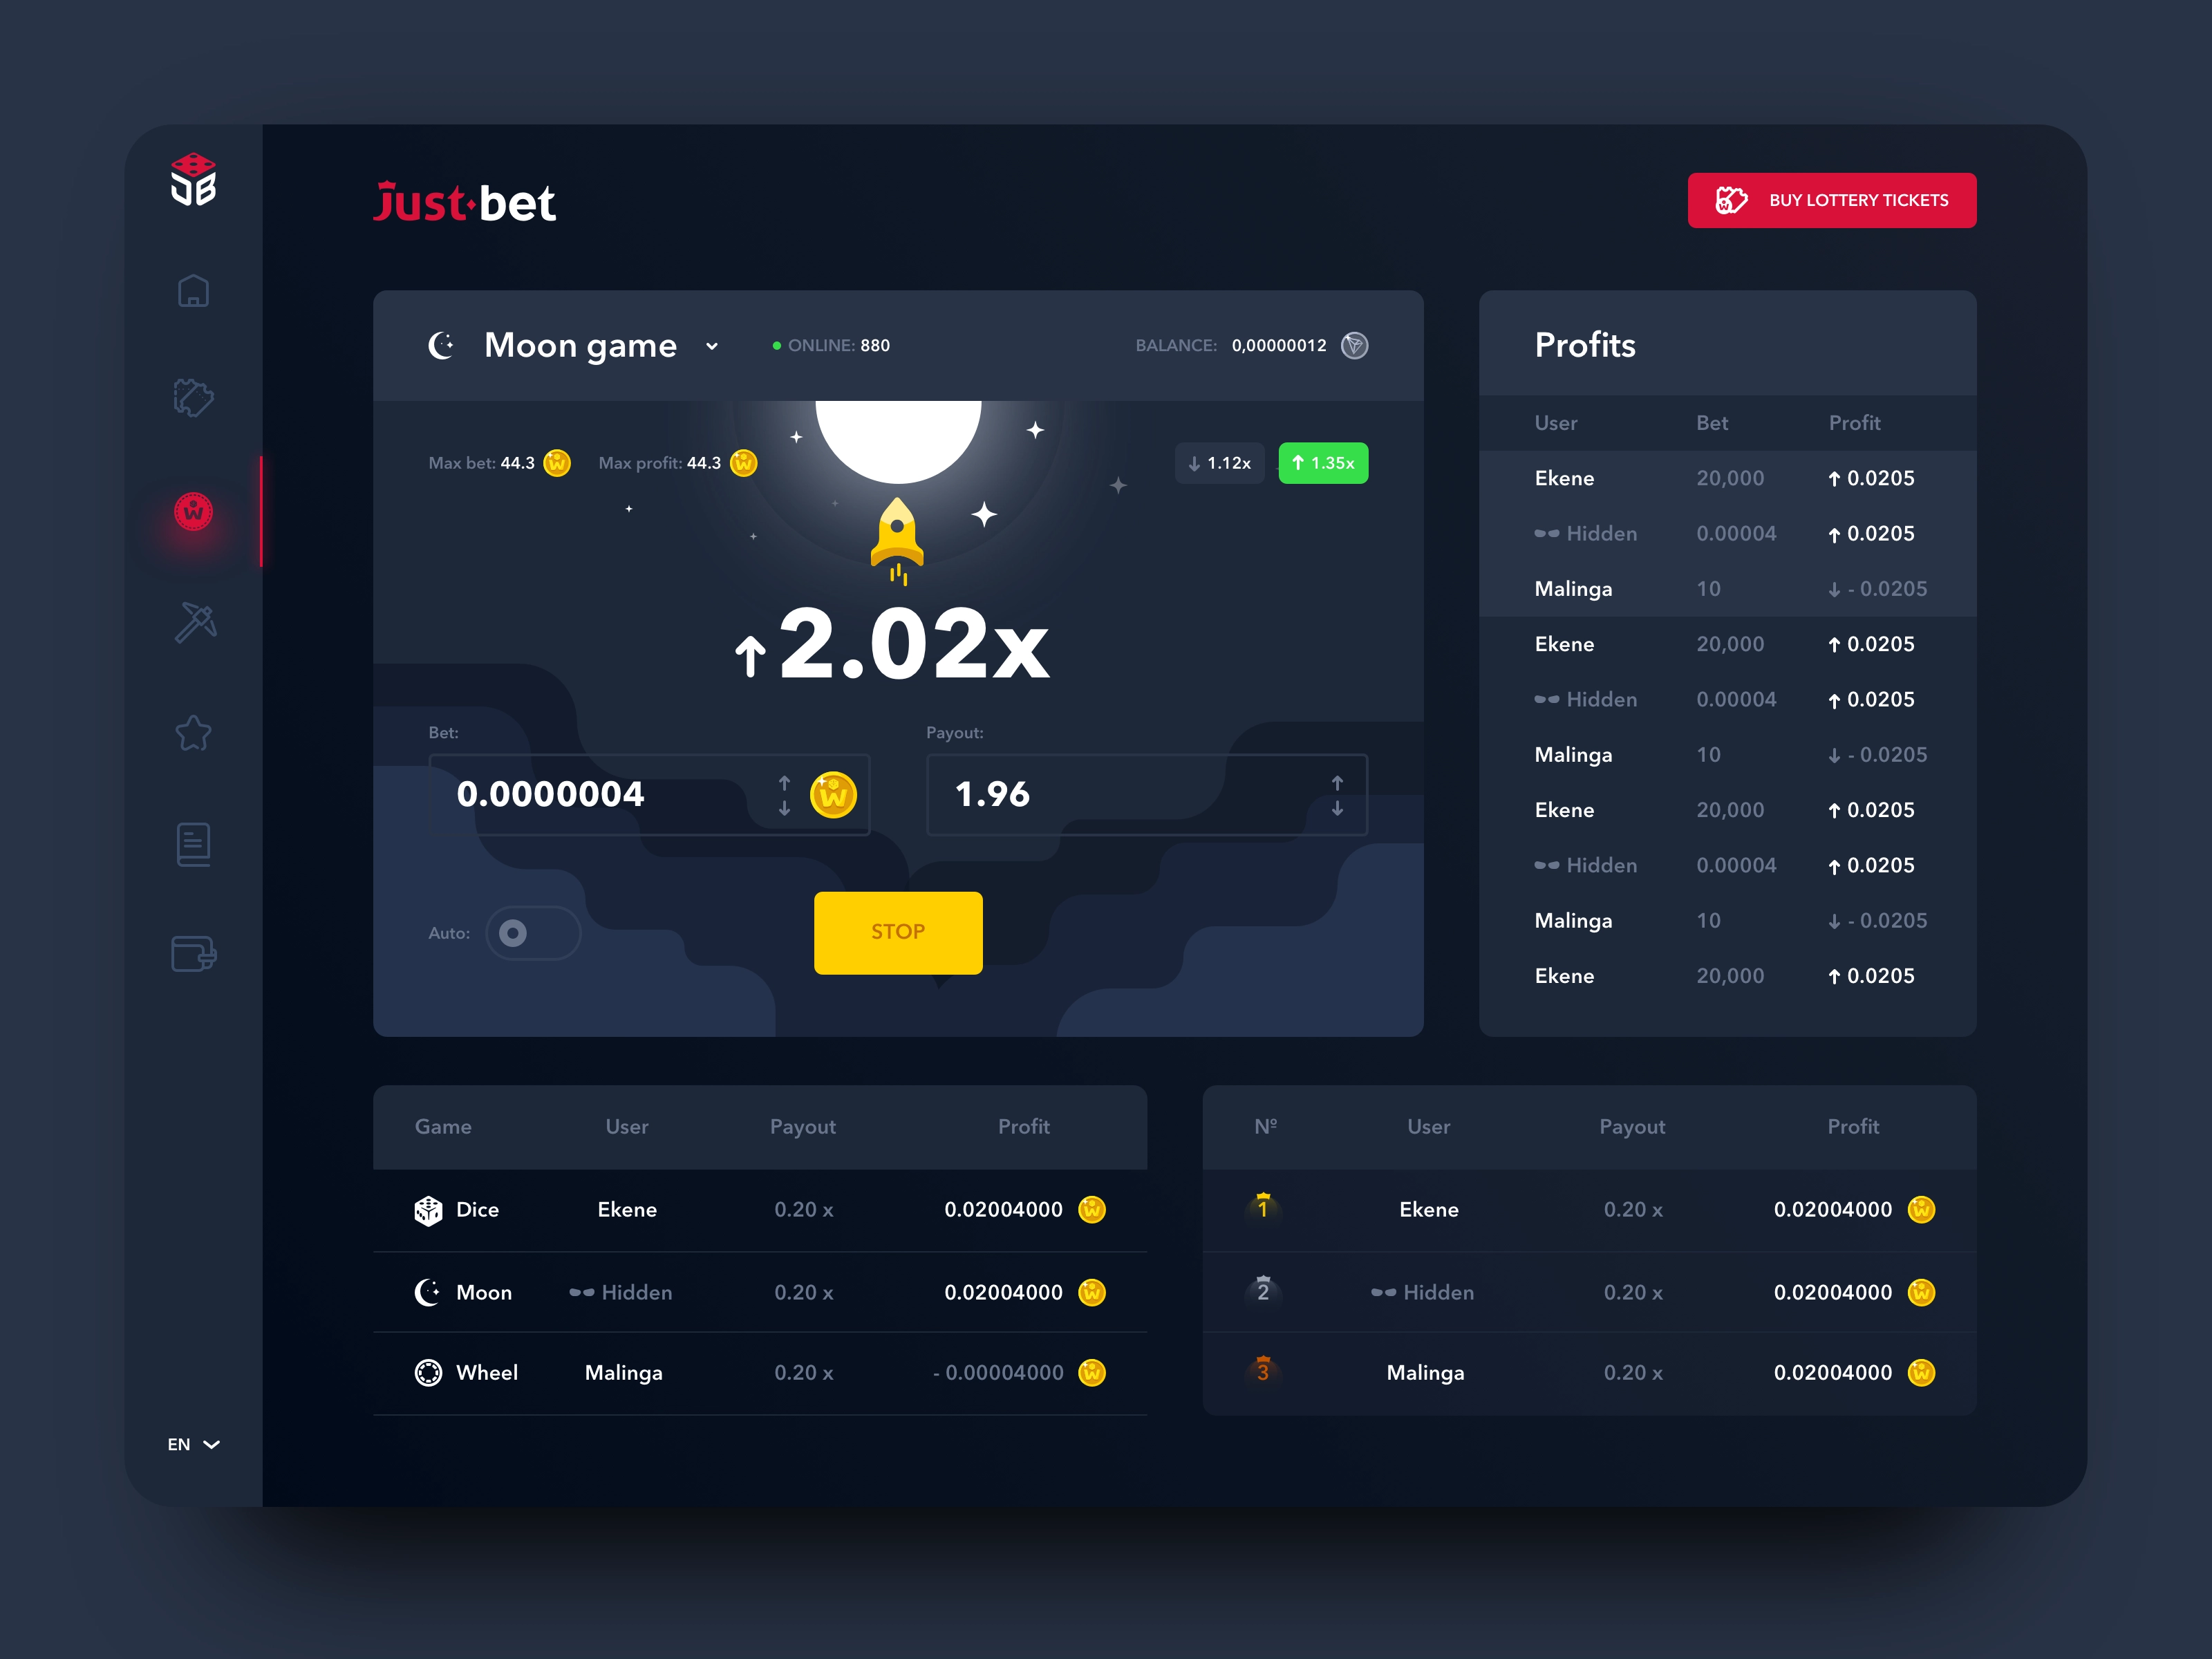 JB
just·bet
BUY LOTTERY TICKETS
Moon game
ONLINE: 880
BALANCE: 0,00000012
Max bet: 44.3
Max profit: 44.3
1.12x
1.35x
2.02x
Bet:
0.0000004
Payout:
1.96
Auto:
STOP
Profits
User Bet Profit
Ekene 20,000 ↑ 0.0205
Hidden 0.00004 ↑ 0.0205
Malinga 10 ↓ - 0.0205
Ekene 20,000 ↑ 0.0205
Hidden 0.00004 ↑ 0.0205
Malinga 10 ↓ - 0.0205
Ekene 20,000 ↑ 0.0205
Hidden 0.00004 ↑ 0.0205
Malinga 10 ↓ - 0.0205
Ekene 20,000 ↑ 0.0205
Game User Payout Profit
Dice Ekene 0.20 x 0.02004000
Moon Hidden 0.20 x 0.02004000
Wheel Malinga 0.20 x - 0.00004000
Nº User Payout Profit
1 Ekene 0.20 x 0.02004000
2 Hidden 0.20 x 0.02004000
3 Malinga 0.20 x 0.02004000
EN